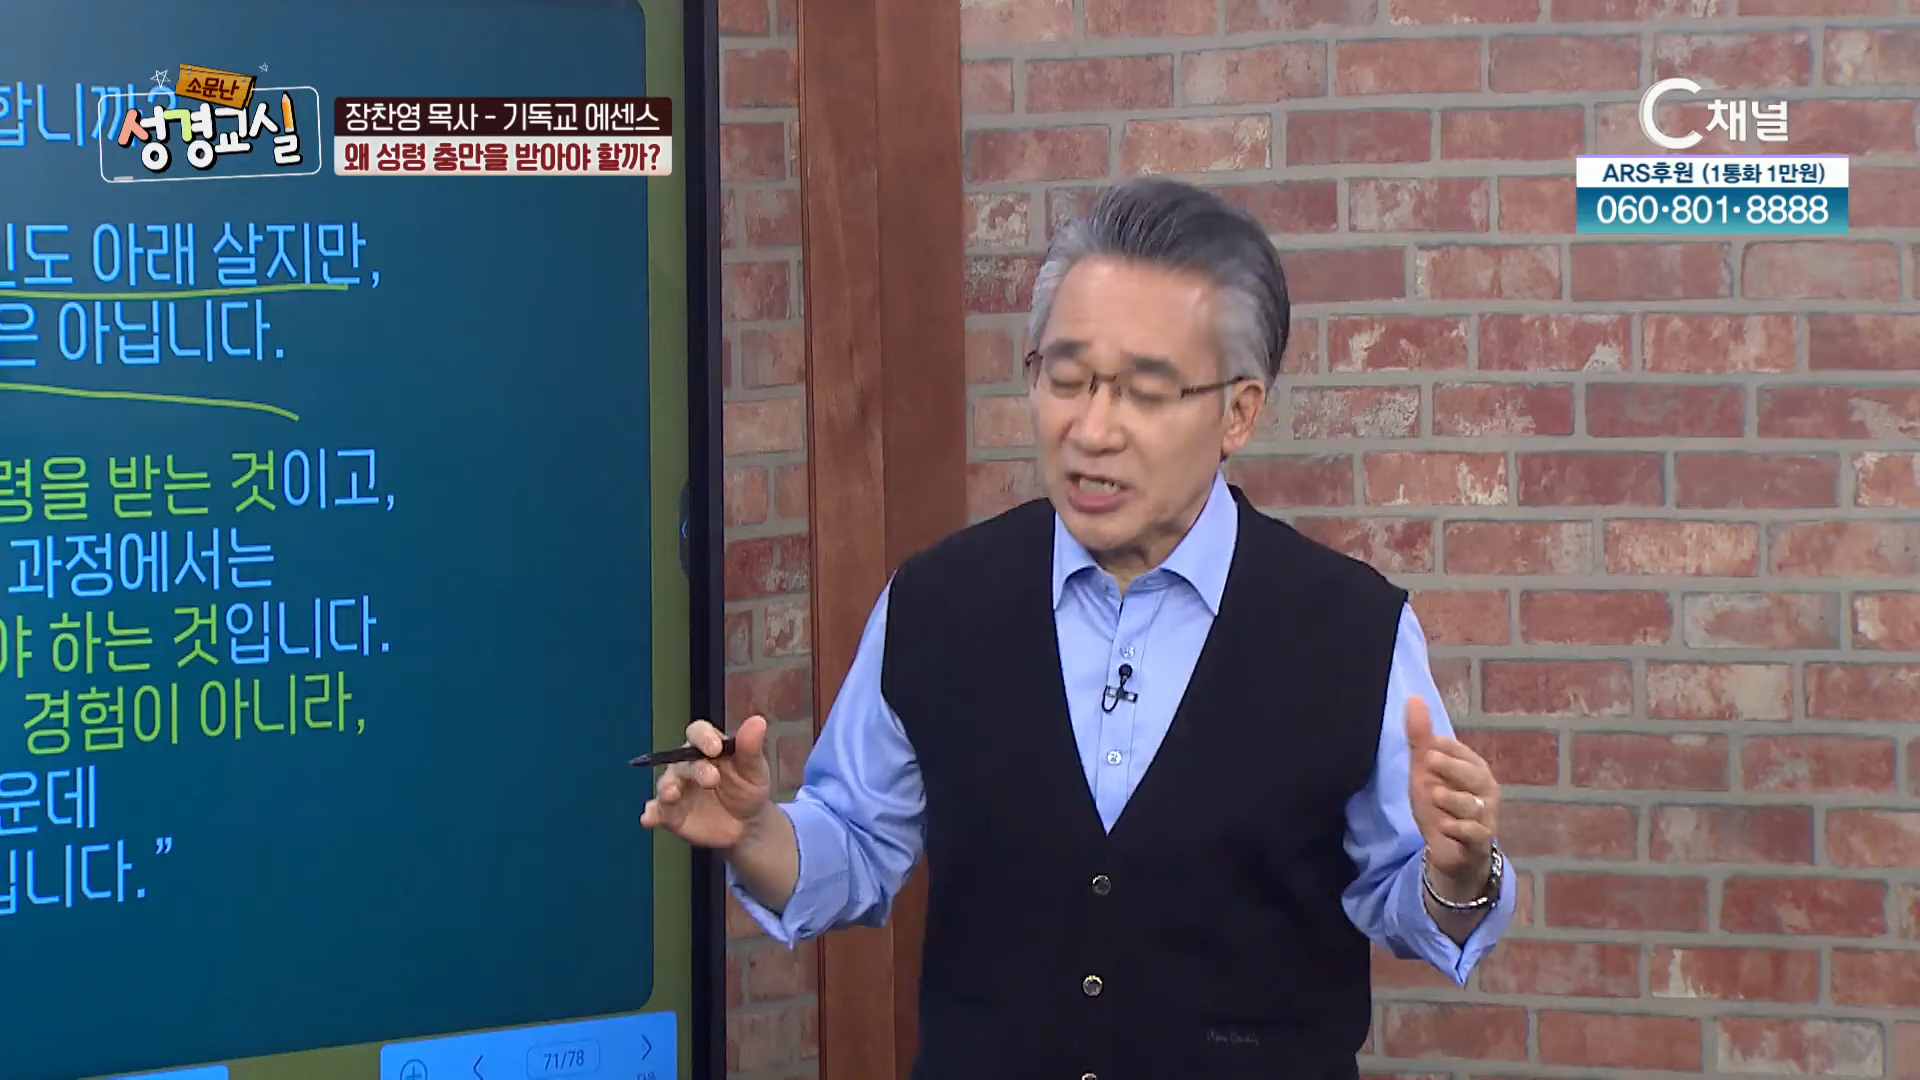 합니까?
소문난
성경교실
장찬영 목사 - 기독교 에센스
왜 성령 충만을 받아야 할까?
C채널
ARS후원 (1통화 1만원)
060·801·8888
인도 아래 살지만,
은 아닙니다.
령을 받는 것이고,
과정에서는
야 하는 것입니다.
경험이 아니라,
운데
입니다.”
71/78